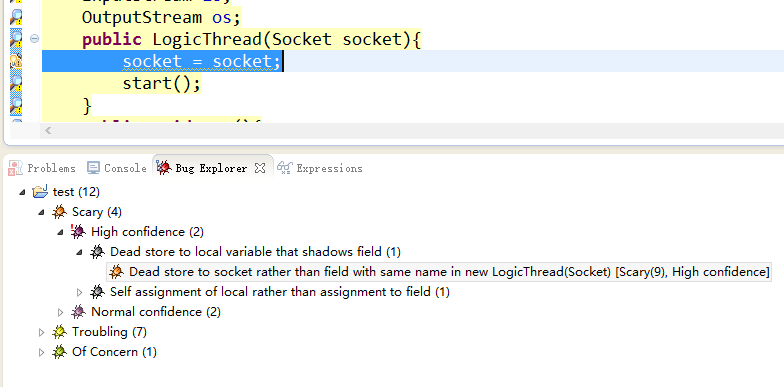 OutputStream os;
public LogicThread(Socket socket){
socket = socket;
start();
}
Problems Console Bug Explorer Expressions
test (12)
Scary (4)
High confidence (2)
Dead store to local variable that shadows field (1)
Dead store to socket rather than field with same name in new LogicThread(Socket) [Scary(9), High confidence]
Self assignment of local rather than assignment to field (1)
Normal confidence (2)
Troubling (7)
Of Concern (1)